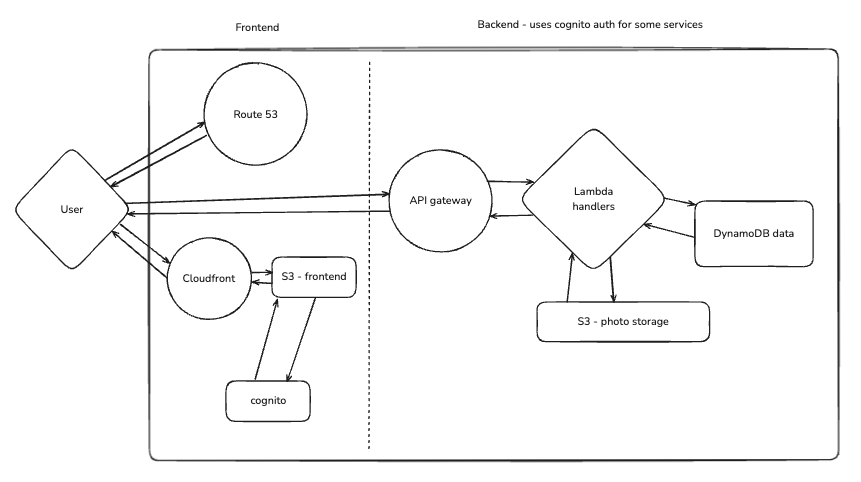 Frontend
Backend - uses cognito auth for some services
Route 53
User
API gateway
Lambda
handlers
DynamoDB data
Cloudfront
S3 - frontend
S3 - photo storage
cognito